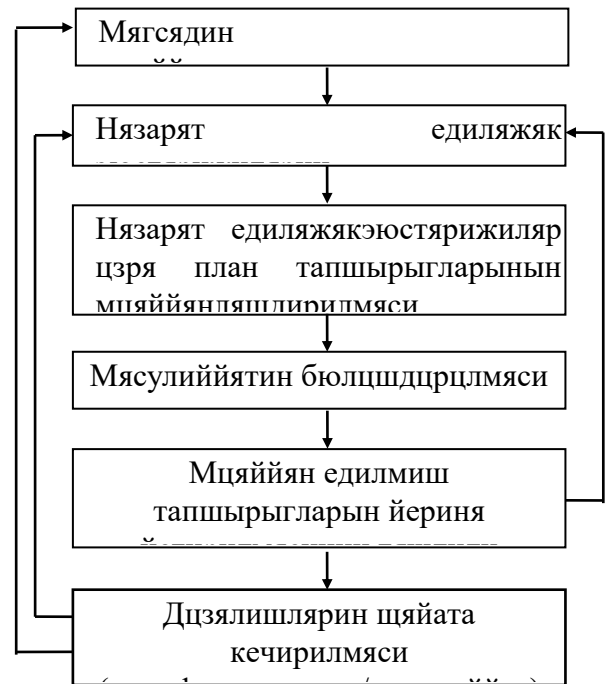 Мягсядин
Нязарят едиляжяк
Нязарят едиляжякэюстярижиляр
цзря план тапшырыгларынын
мцяййянляшдирилмяси
Мясулиййятин бюлцшдцрцлмяси
Мцяййян едилмиш
тапшырыгларын йериня
Дцзялишлярин щяйата
кечирилмяси